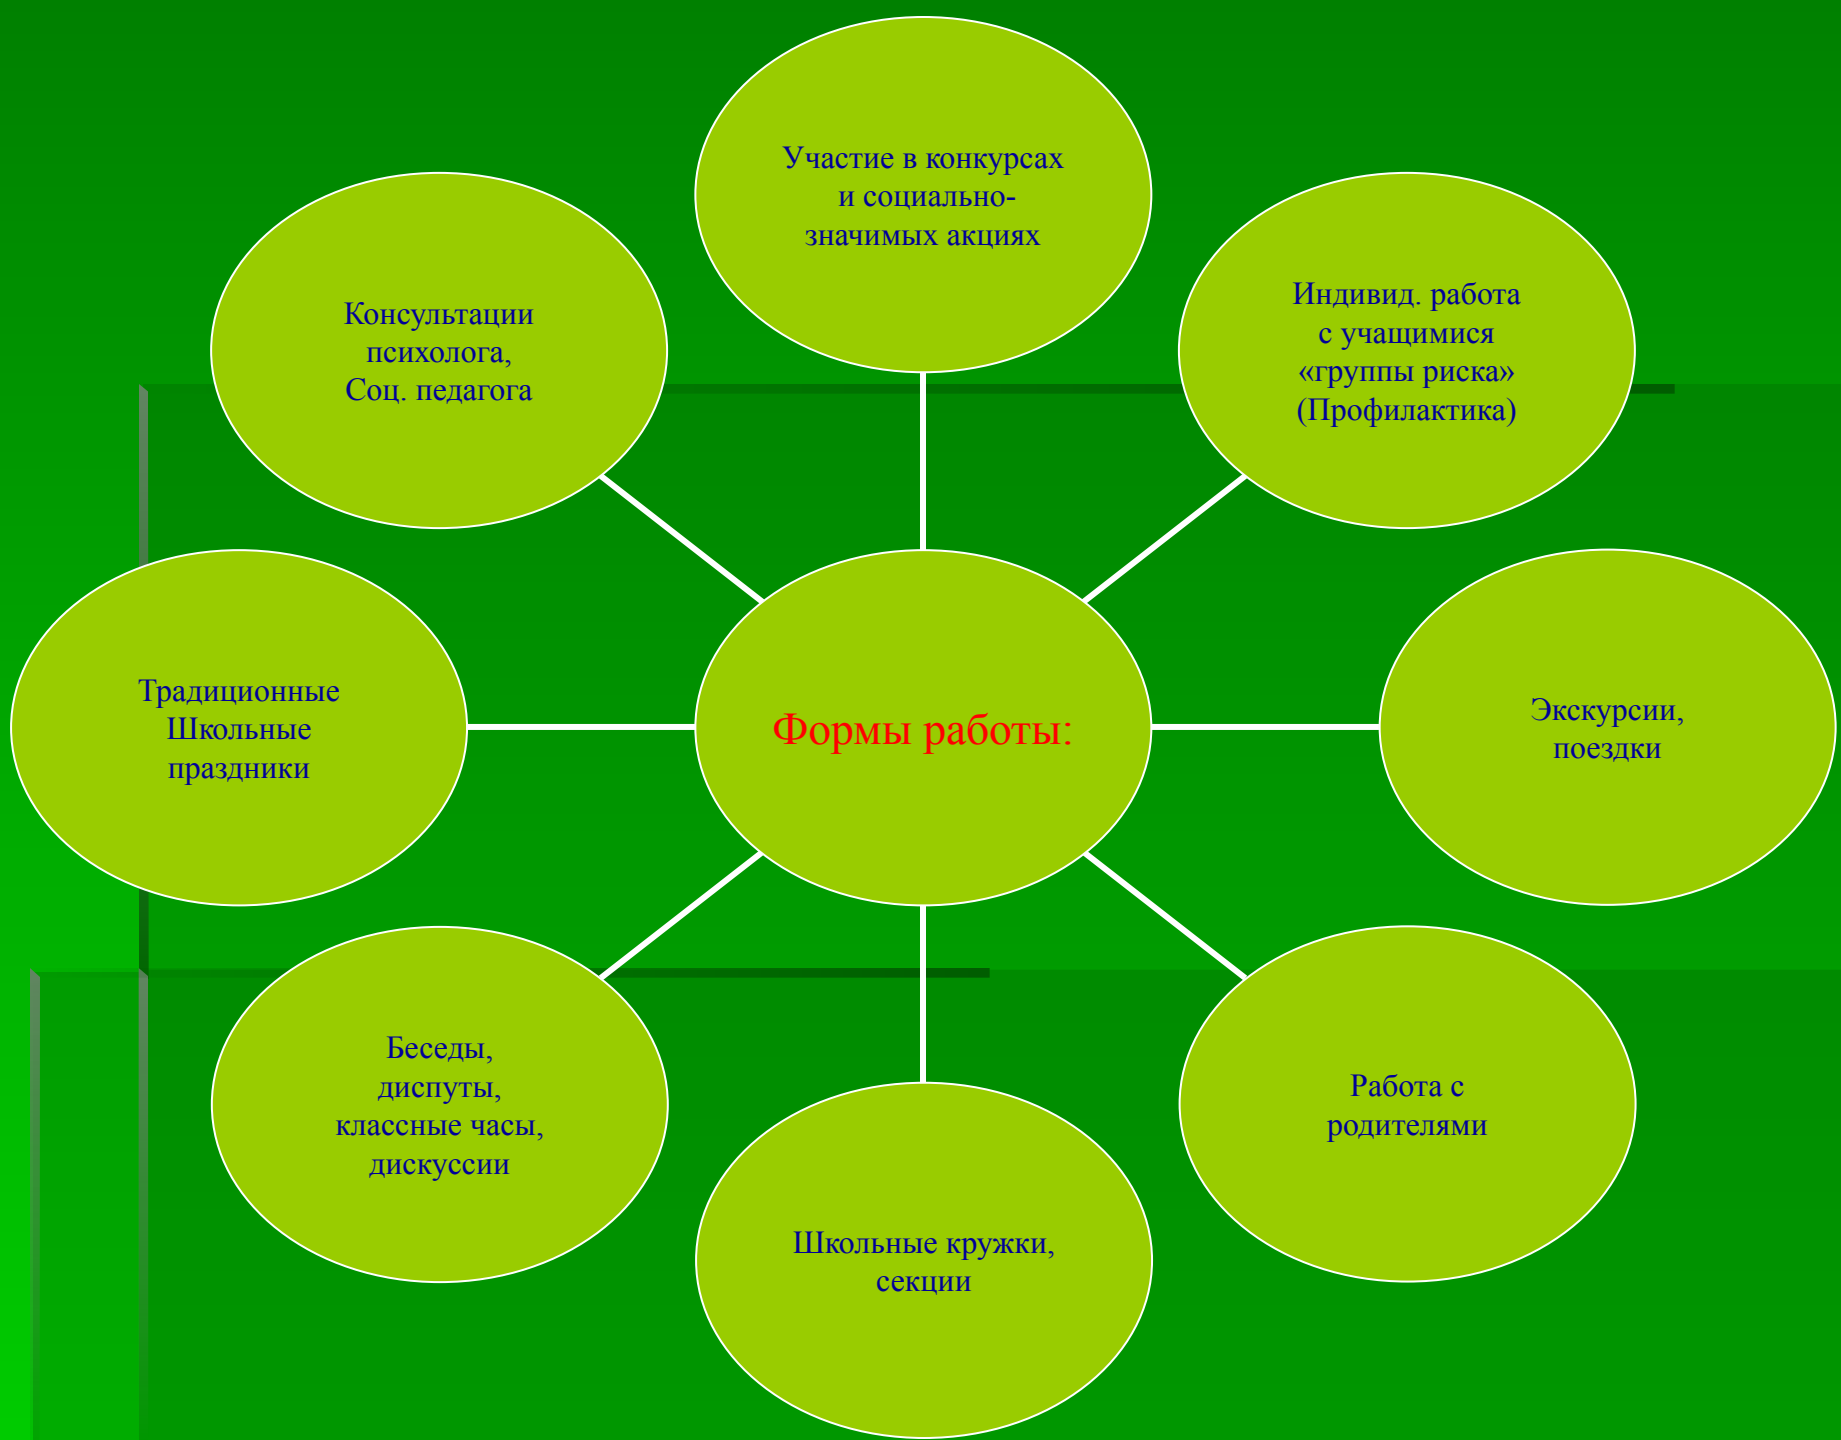 Участие в конкурсах
и социально-
значимых акциях
Индивид. работа
с учащимися
«группы риска»
(Профилактика)
Консультации
психолога,
Соц. педагога
Традиционные
Школьные
праздники
Формы работы:
Экскурсии,
поездки
Беседы,
диспуты,
классные часы,
дискуссии
Работа с
родителями
Школьные кружки,
секции